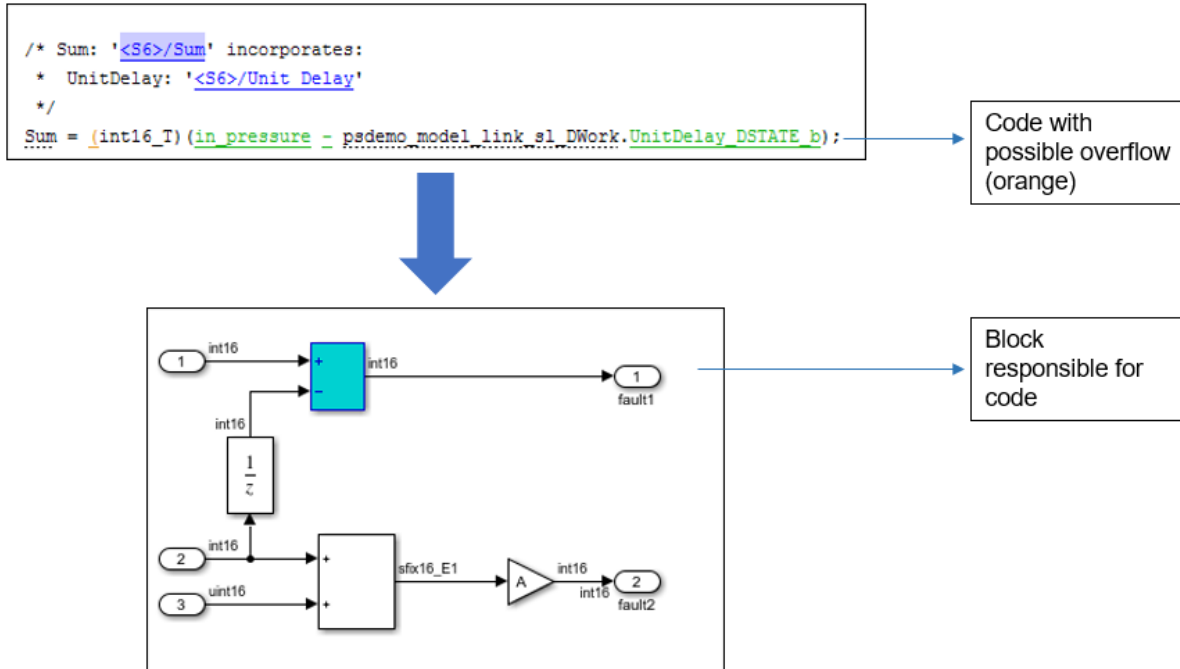 /* Sum: '<S6>/Sum' incorporates:
* UnitDelay: '<S6>/Unit Delay'
*/
Sum = (int16_T)(in_pressure - psdemo_model_link_sl_DWork.UnitDelay_DSTATE_b);
Code with
possible overflow
(orange)
Block
responsible for
code
1
int16
+
-
int16
1
fault1
int16
1
z
2
int16
+
sfix16_E1
A
int16
int16
2
fault2
3
uint16
+